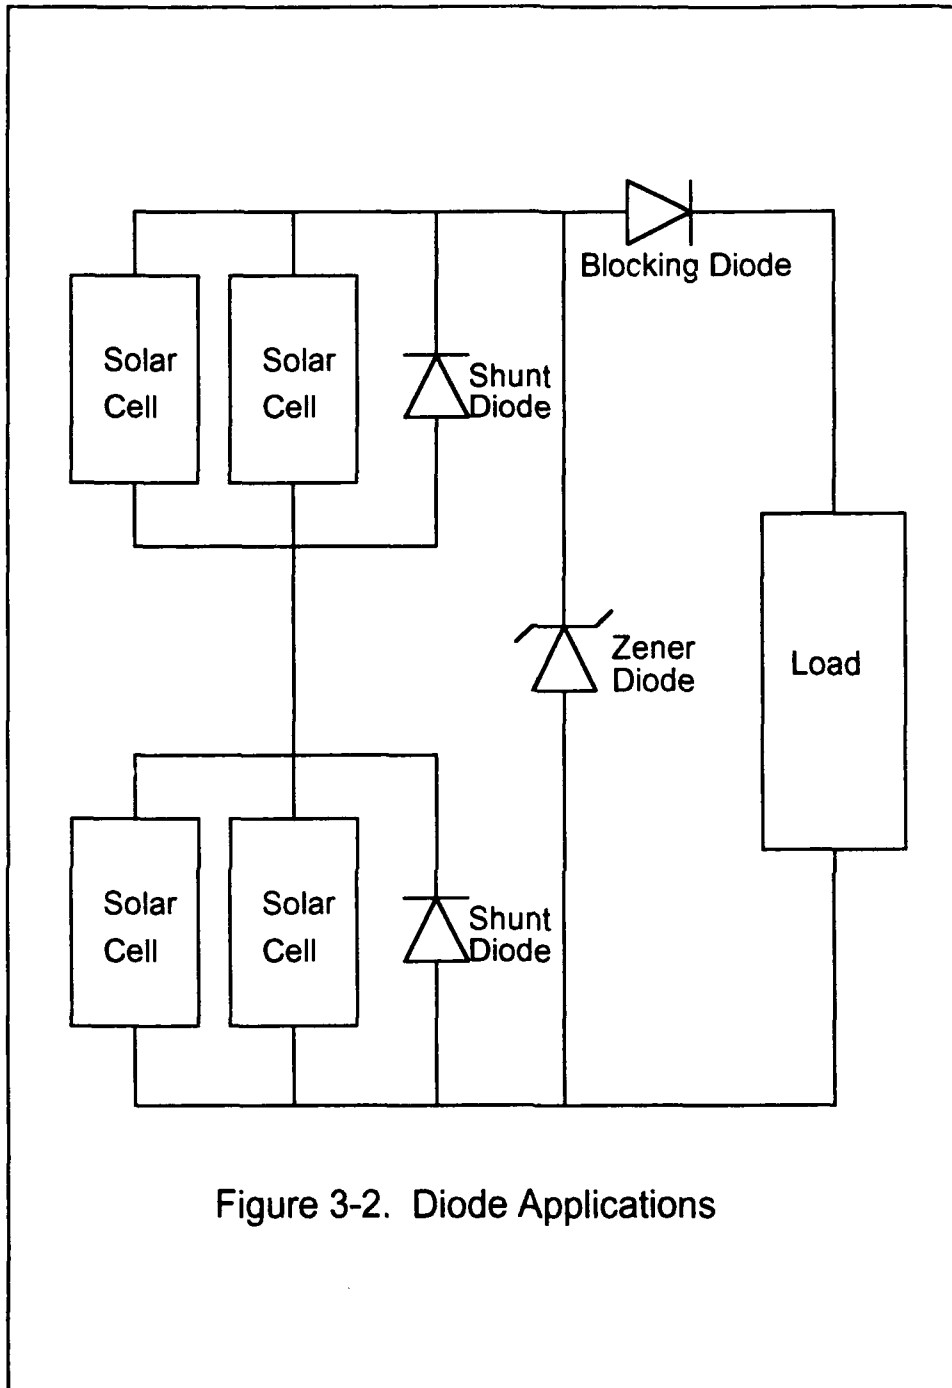 Blocking Diode
Solar
Cell
Solar
Cell
Shunt
Diode
Zener
Diode
Load
Solar
Cell
Solar
Cell
Shunt
Diode
Figure 3-2. Diode Applications